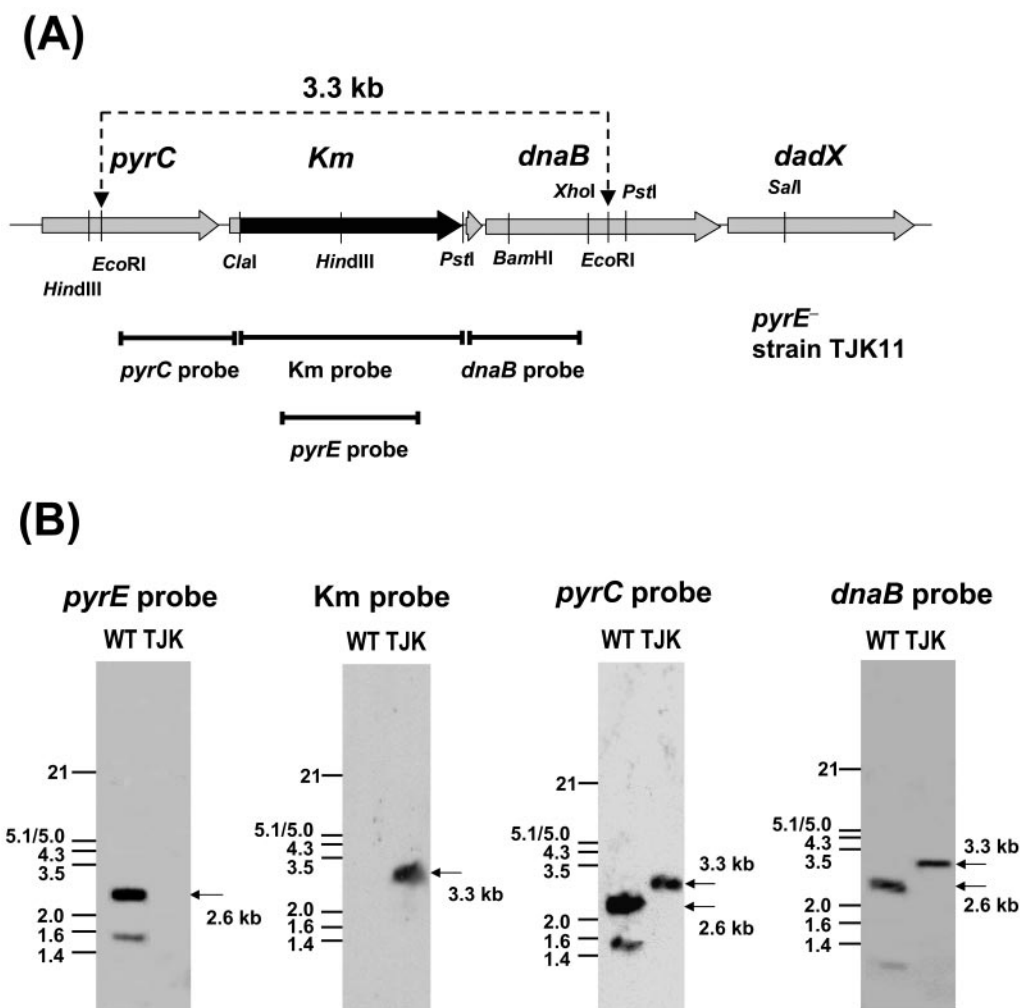 (A)
3.3 kb
pyrC Km dnaB dadX
XhoI PstI SalI
EcoRI ClaI HindIII PstI BamHI EcoRI
HindIII
pyrE–
strain TJK11
pyrC probe Km probe dnaB probe
pyrE probe
(B)
pyrE probe Km probe pyrC probe dnaB probe
WT TJK WT TJK WT TJK WT TJK
21
5.1/5.0
4.3
3.5
2.0
1.6
1.4
2.6 kb
21
5.1/5.0
4.3
3.5
2.0
1.6
1.4
3.3 kb
21
5.1/5.0
4.3
3.5
2.0
1.6
1.4
3.3 kb
2.6 kb
21
5.1/5.0
4.3
3.5
2.0
1.6
1.4
3.3 kb
2.6 kb